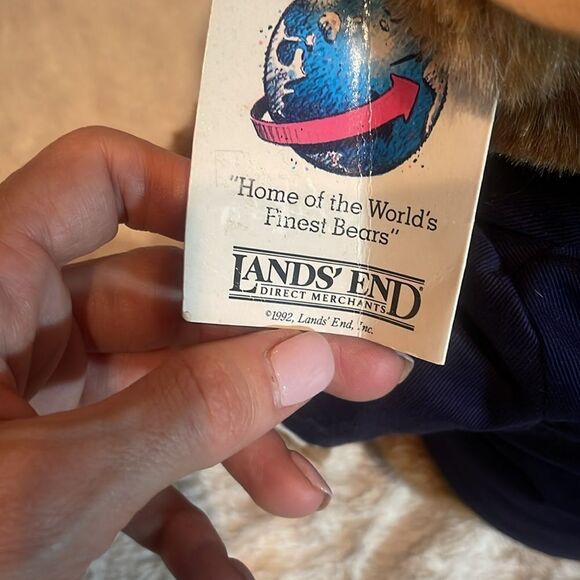 "Home of the World's
Finest Bears"
LANDS' END
DIRECT MERCHANTS
©1992, Lands' End, Inc.